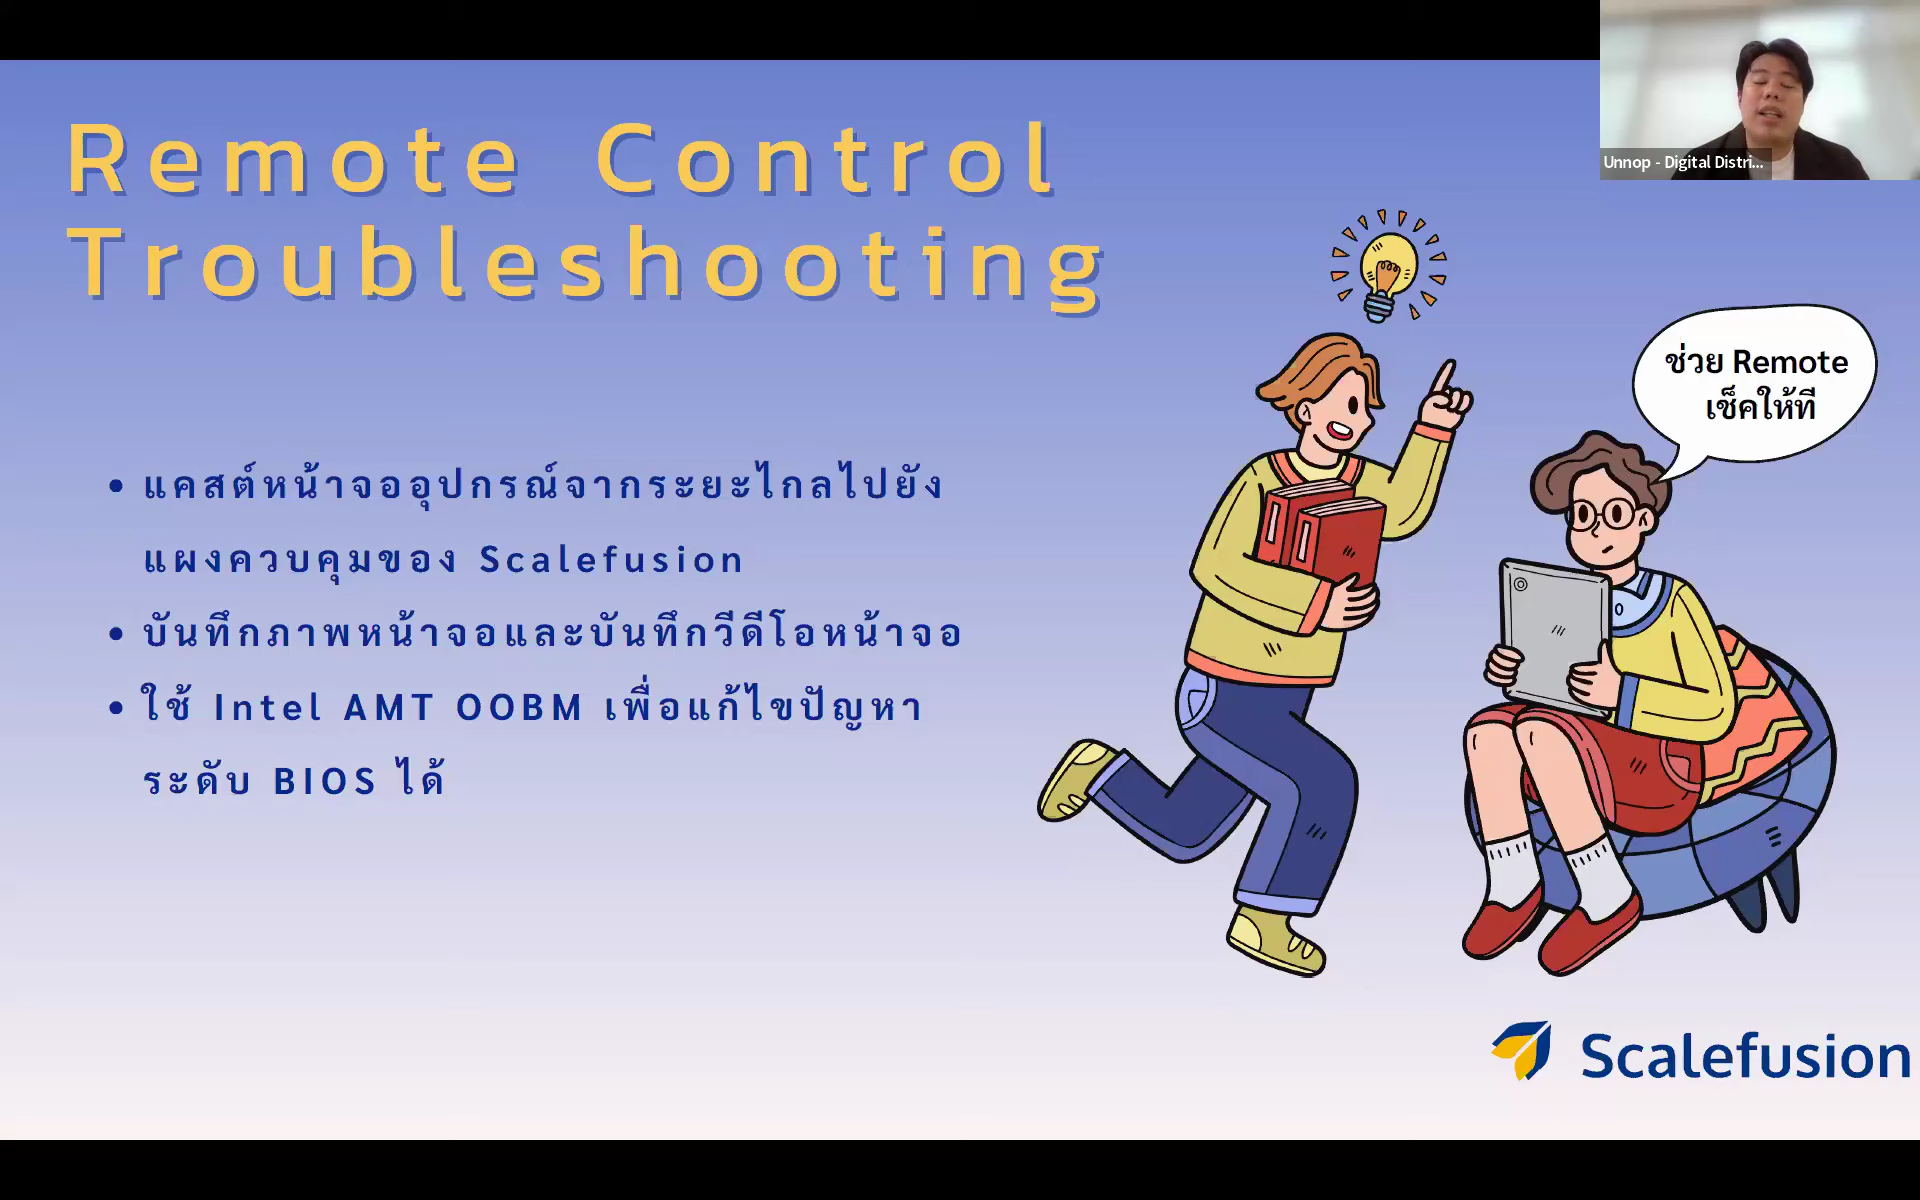 Unnop - Digital Distri...
Remote Control
Troubleshooting
ช่วย Remote
เช็คให้ที
• แคสต์หน้าจออุปกรณ์จากระยะไกลไปยัง
แผงควบคุมของ Scalefusion
• บันทึกภาพหน้าจอและบันทึกวีดีโอหน้าจอ
• ใช้ Intel AMT OOBM เพื่อแก้ไขปัญหา
ระดับ BIOS ได้
Scalefusion